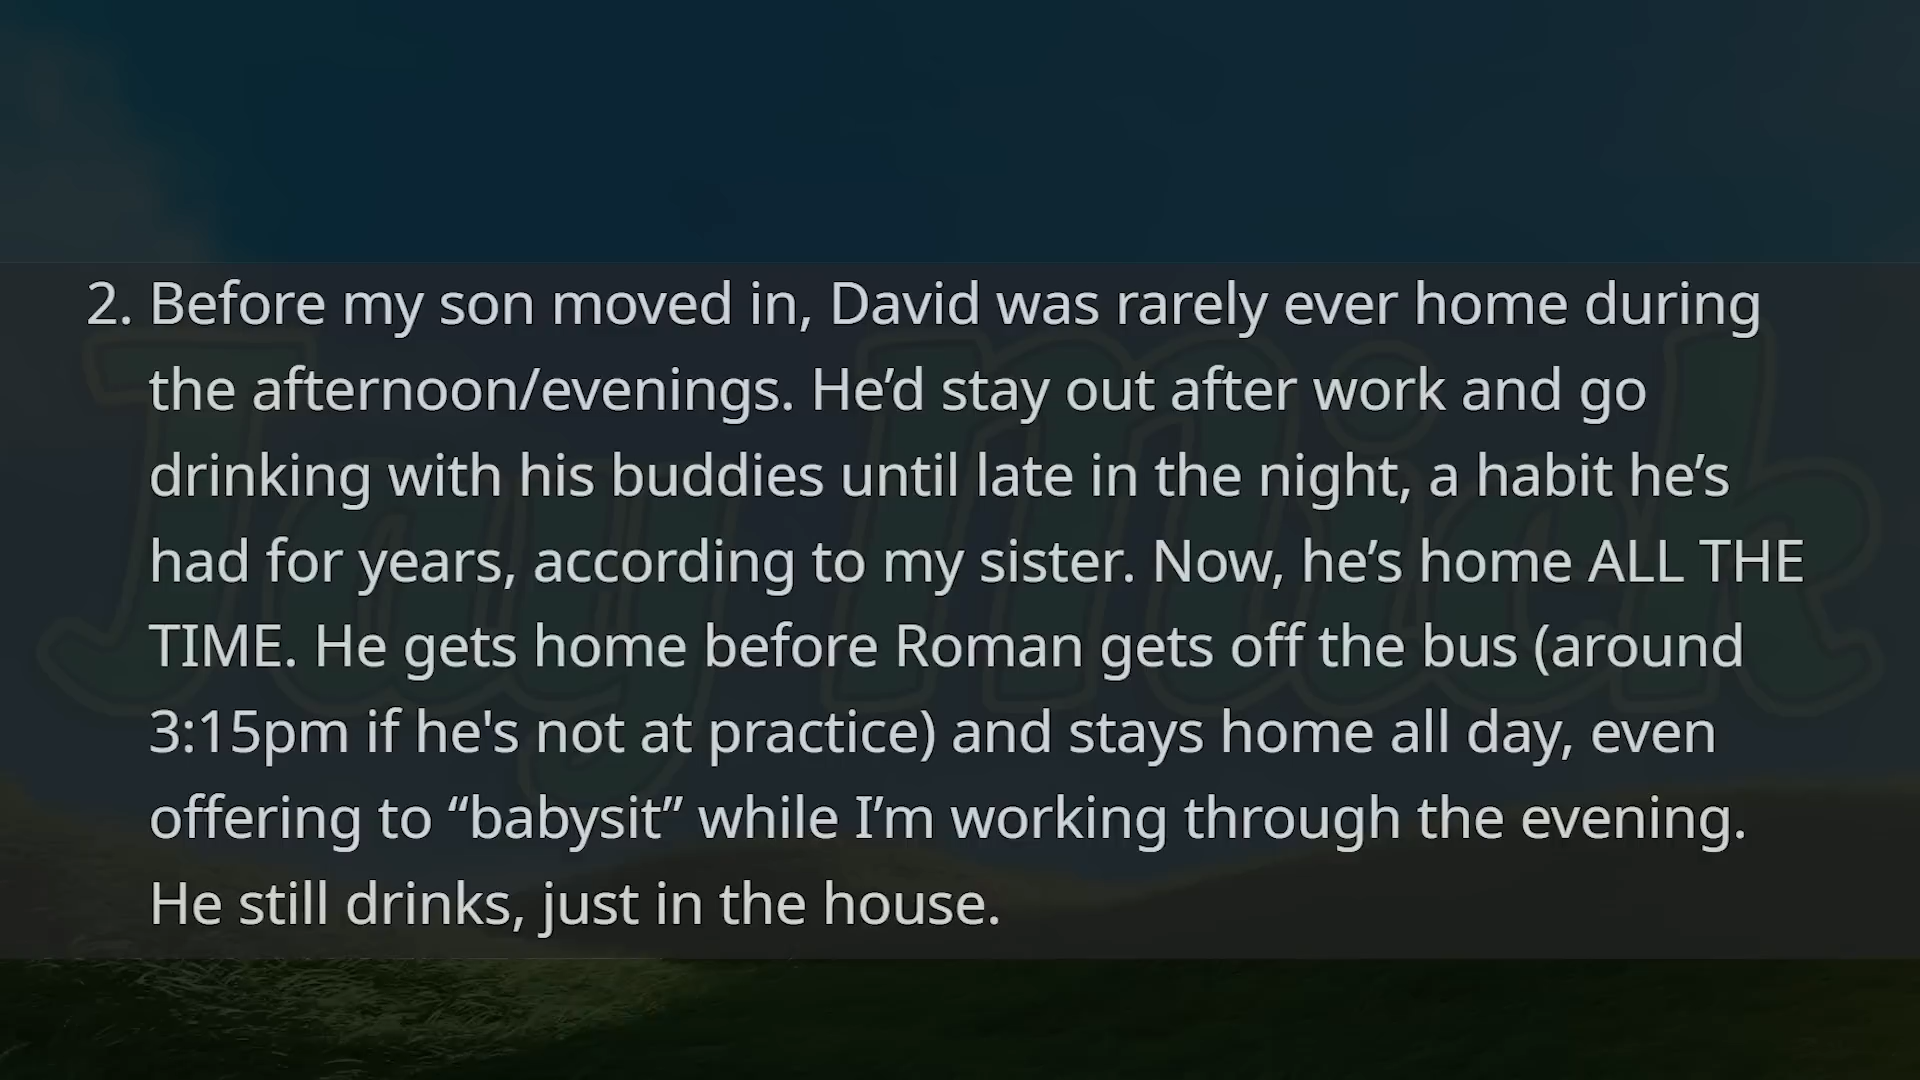 Jay Mick
2. Before my son moved in, David was rarely ever home during
the afternoon/evenings. He’d stay out after work and go
drinking with his buddies until late in the night, a habit he’s
had for years, according to my sister. Now, he’s home ALL THE
TIME. He gets home before Roman gets off the bus (around
3:15pm if he's not at practice) and stays home all day, even
offering to “babysit” while I’m working through the evening.
He still drinks, just in the house.